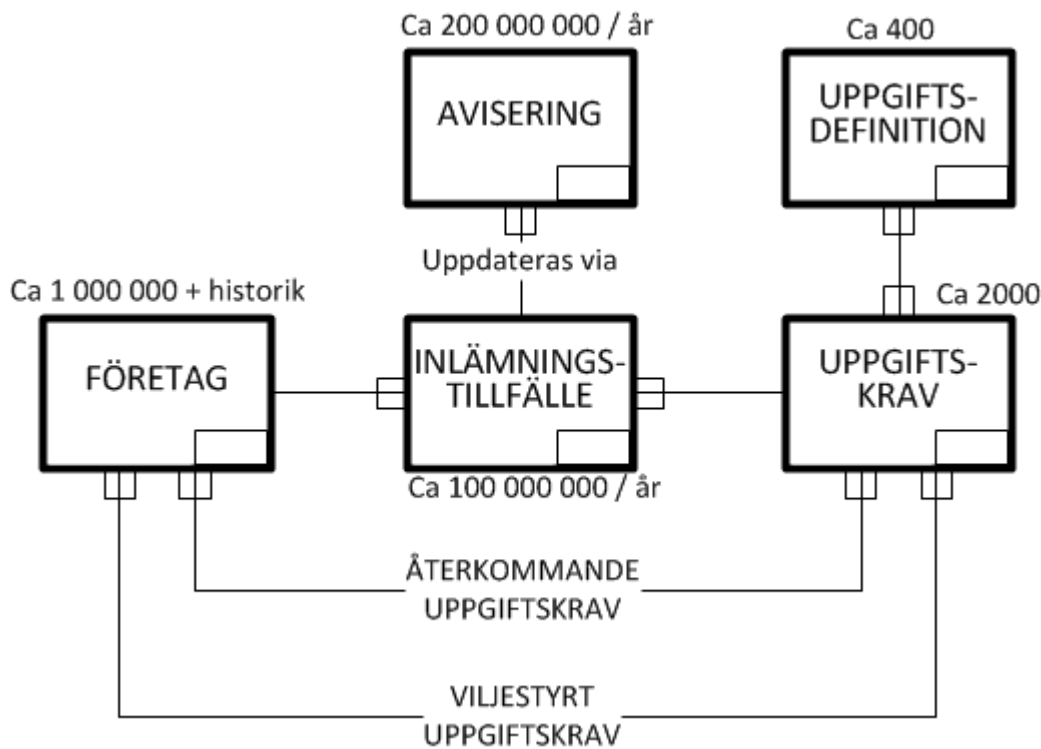 Ca 200 000 000 / år
Ca 400
AVISERING
UPPGIFTS-
DEFINITION
Uppdateras via
Ca 1 000 000 + historik
Ca 2000
FÖRETAG
INLÄMNINGS-
TILLFÄLLE
UPPGIFTS-
KRAV
Ca 100 000 000 / år
ÅTERKOMMANDE
UPPGIFTSKRAV
VILJESTYRT
UPPGIFTSKRAV